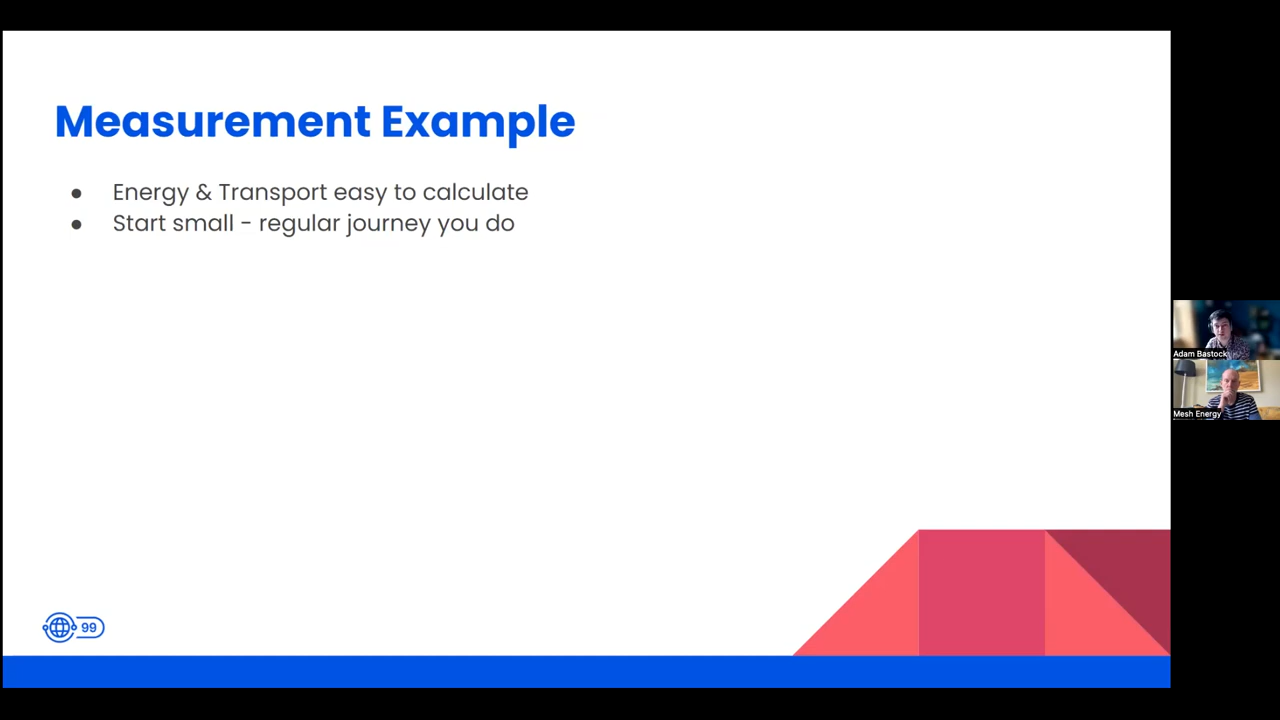 Measurement Example
● Energy & Transport easy to calculate
● Start small - regular journey you do
Adam Bastock
Mesh Energy
99